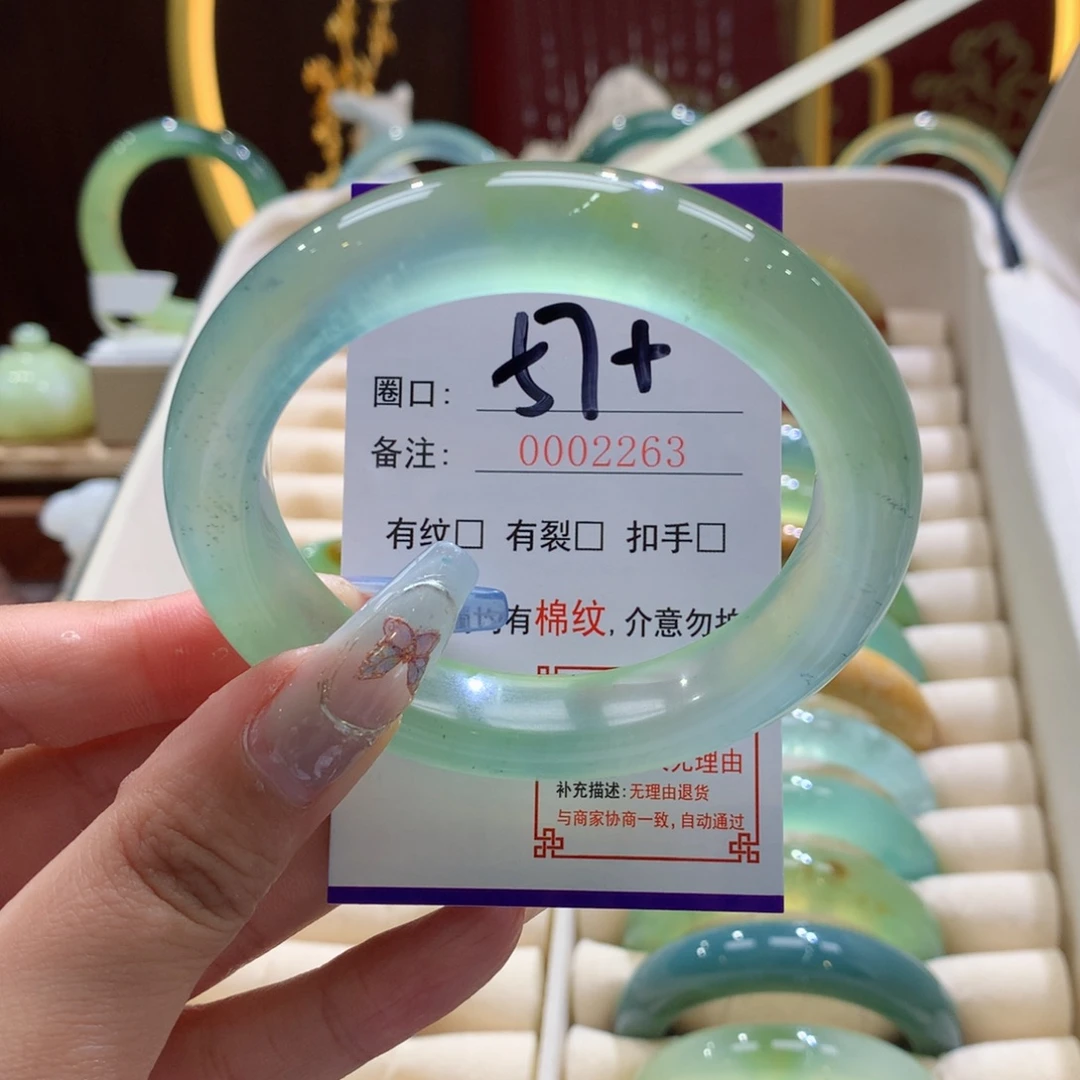 圈口: 57+
备注: 0002263
有纹□ 有裂□ 扣手□
有棉纹,介意勿拍
无理由
补充描述:无理由退货
与商家协商一致,自动通过